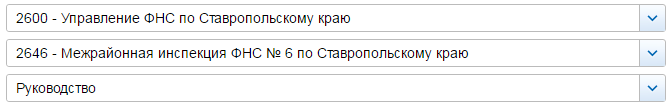 2600 - Управление ФНС по Ставропольскому краю
2646 - Межрайонная инспекция ФНС № 6 по Ставропольскому краю
Руководство